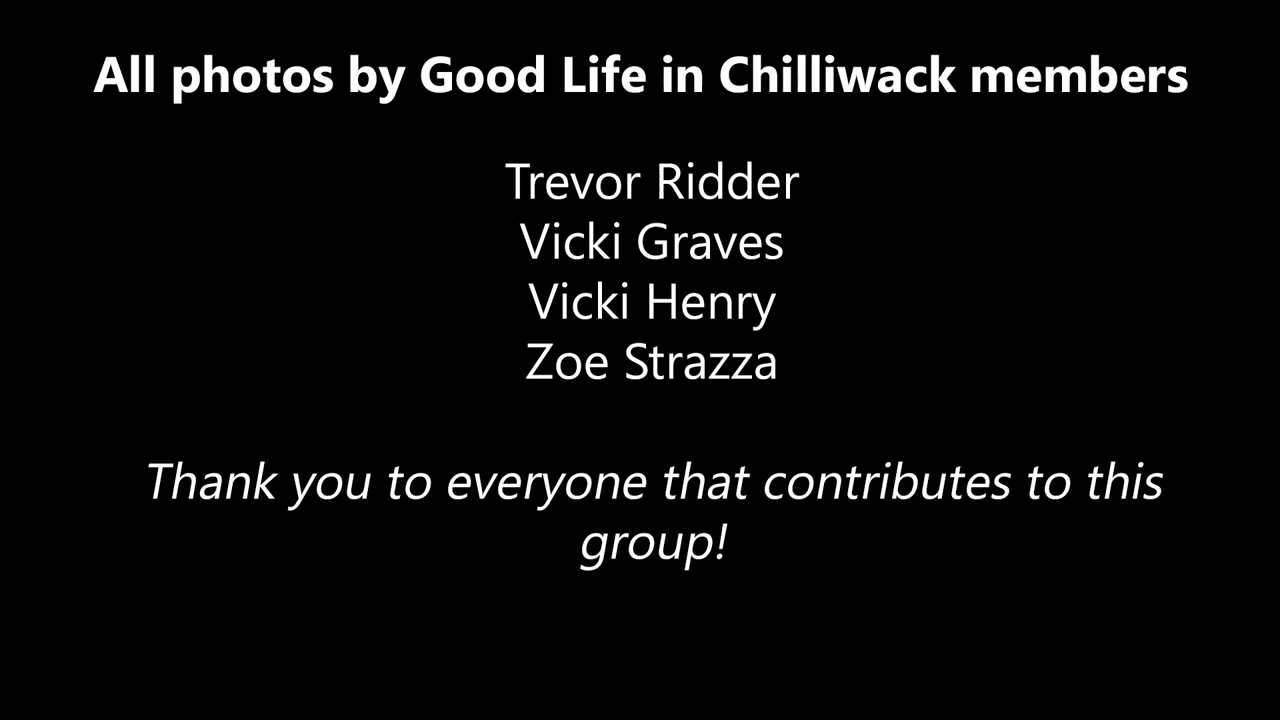 All photos by Good Life in Chilliwack members
Trevor Ridder
Vicki Graves
Vicki Henry
Zoe Strazza
Thank you to everyone that contributes to this
group!